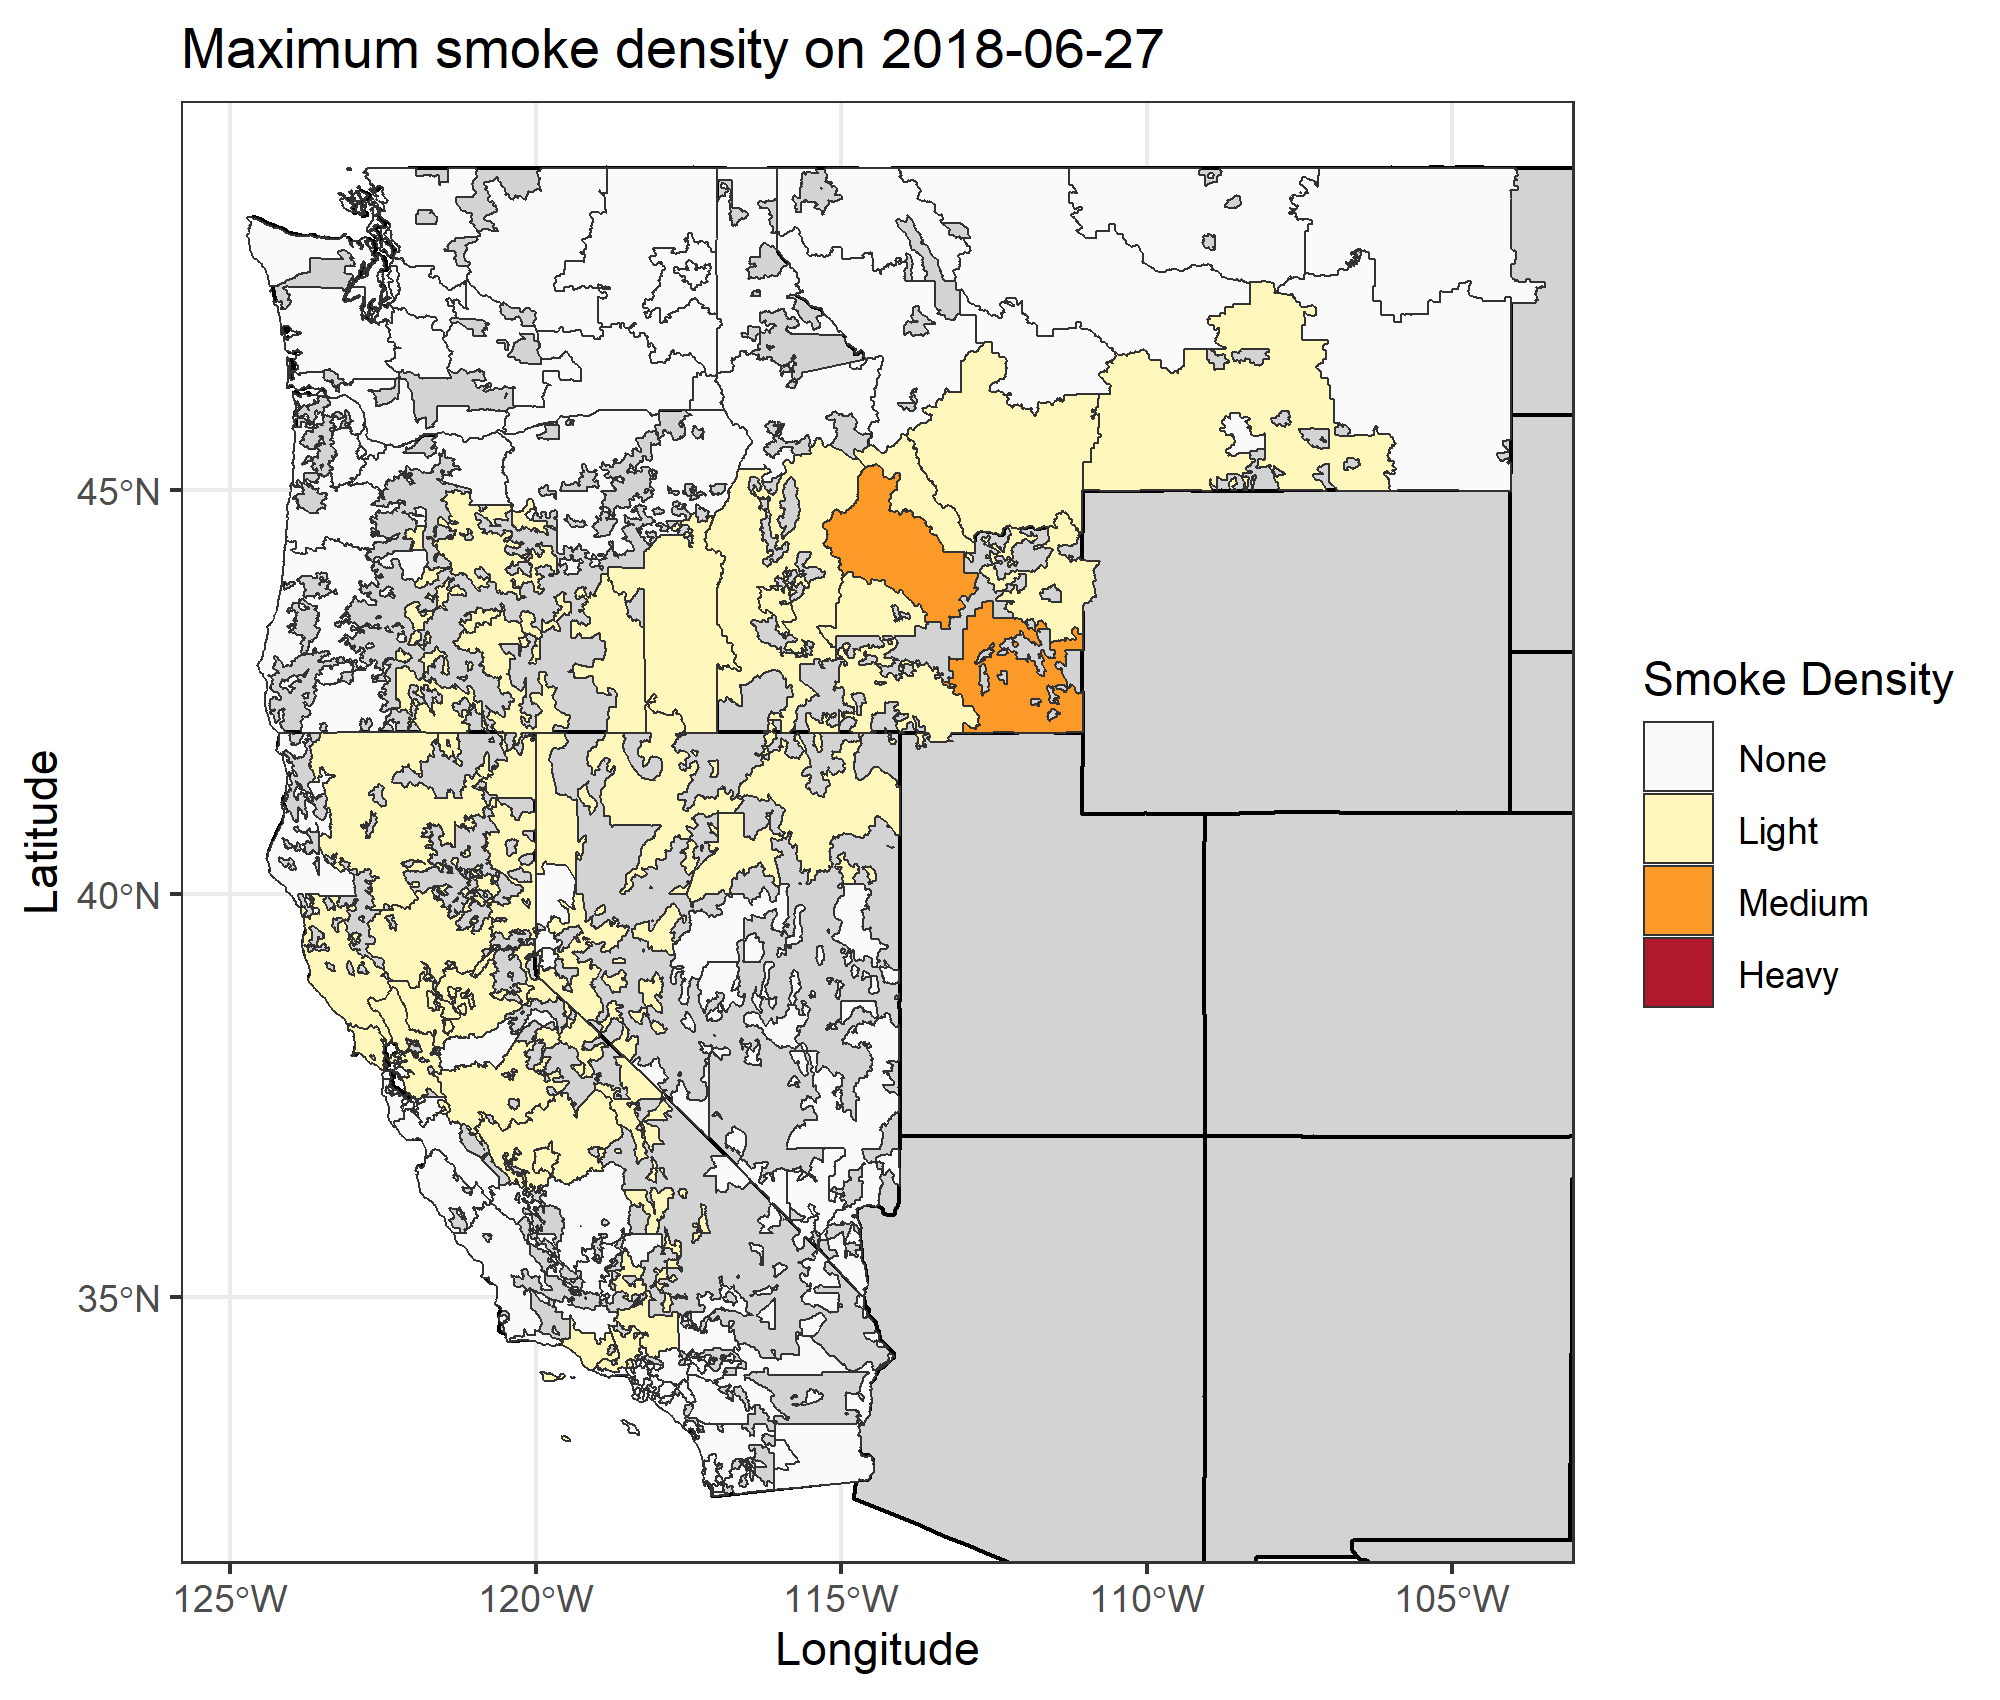 Maximum smoke density on 2018-06-27
45°N
40°N
35°N
Latitude
125°W
120°W
115°W
110°W
105°W
Longitude
Smoke Density
None
Light
Medium
Heavy